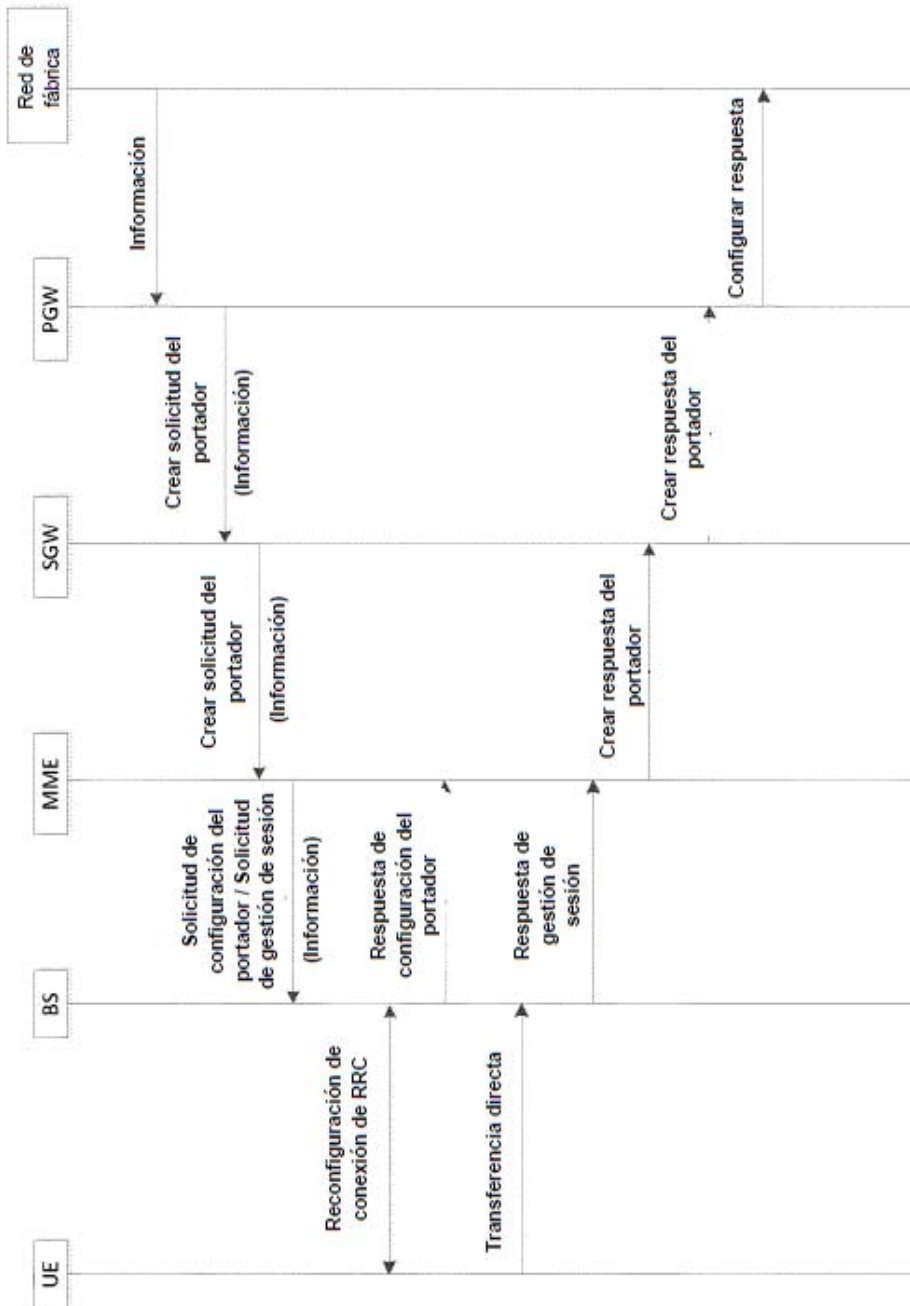 UE
BS
MME
SGW
PGW
Red de
fábrica
Información
Crear solicitud del
portador
(Información)
Crear solicitud del
portador
(Información)
Solicitud de
configuración del
portador / Solicitud
de gestión de sesión
(Información)
Reconfiguración de
conexión de RRC
Respuesta de
configuración del
portador
Transferencia directa
Respuesta de
gestión de
sesión
Crear respuesta del
portador
Crear respuesta del
portador
Configurar respuesta